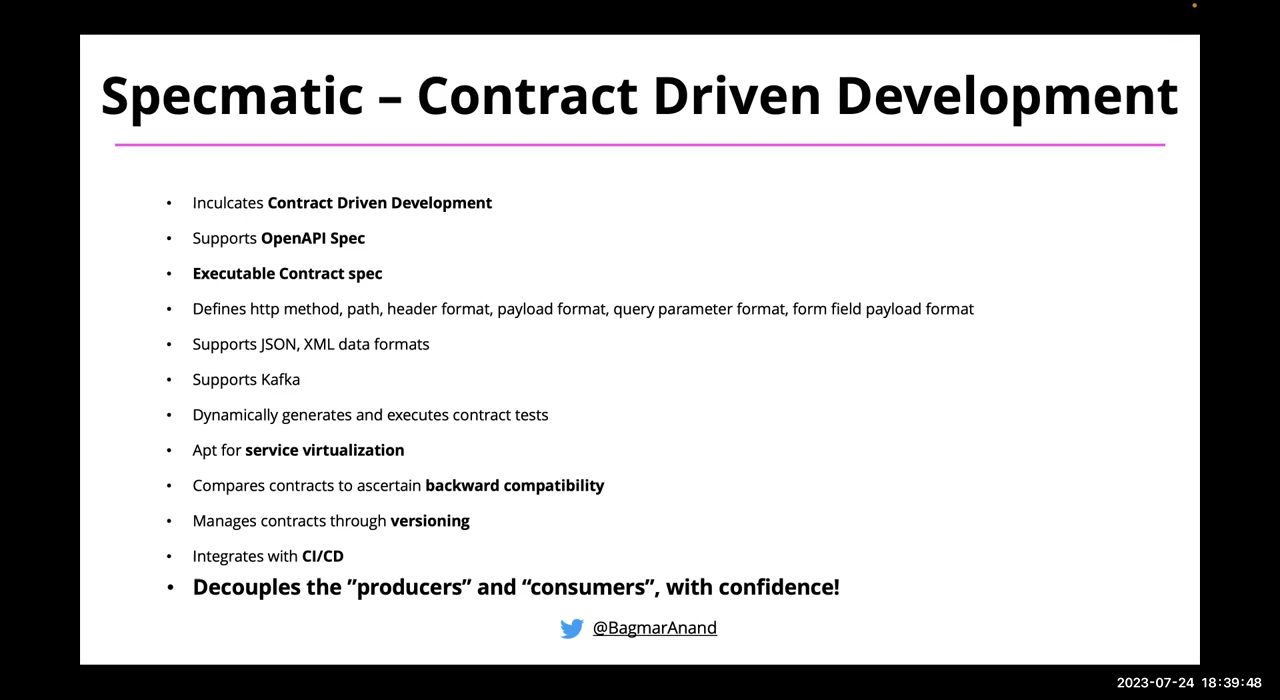 Specmatic – Contract Driven Development
• Inculcates Contract Driven Development
• Supports OpenAPI Spec
• Executable Contract spec
• Defines http method, path, header format, payload format, query parameter format, form field payload format
• Supports JSON, XML data formats
• Supports Kafka
• Dynamically generates and executes contract tests
• Apt for service virtualization
• Compares contracts to ascertain backward compatibility
• Manages contracts through versioning
• Integrates with CI/CD
• Decouples the ”producers” and “consumers”, with confidence!
@BagmarAnand
2023-07-24 18:39:48